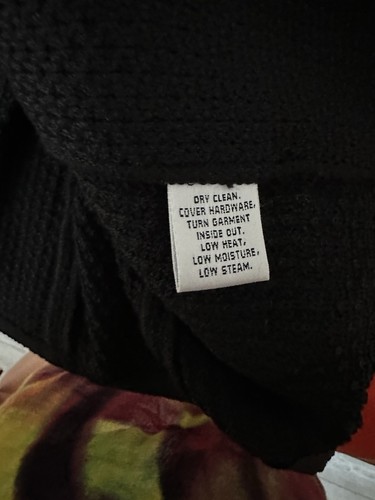 DRY CLEAN.
COVER HARDWARE,
TURN GARMENT
INSIDE OUT.
LOW HEAT,
LOW MOISTURE,
LOW STEAM.